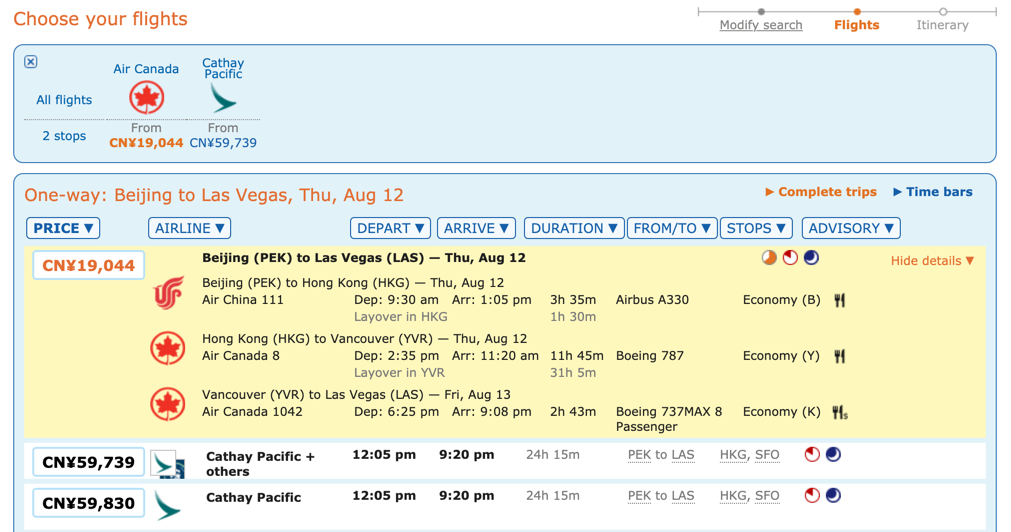 Choose your flights
Modify search
Flights
Itinerary
Air Canada
Cathay
Pacific
All flights
2 stops
From
CN¥19,044
From
CN¥59,739
One-way: Beijing to Las Vegas, Thu, Aug 12
▶ Complete trips ▶ Time bars
PRICE ▼ AIRLINE ▼ DEPART ▼ ARRIVE ▼ DURATION ▼ FROM/TO ▼ STOPS ▼ ADVISORY ▼
CN¥19,044
Beijing (PEK) to Las Vegas (LAS) — Thu, Aug 12
Hide details ▼
Beijing (PEK) to Hong Kong (HKG) — Thu, Aug 12
Air China 111 Dep: 9:30 am Arr: 1:05 pm 3h 35m Airbus A330 Economy (B)
Layover in HKG 1h 30m
Hong Kong (HKG) to Vancouver (YVR) — Thu, Aug 12
Air Canada 8 Dep: 2:35 pm Arr: 11:20 am 11h 45m Boeing 787 Economy (Y)
Layover in YVR 31h 5m
Vancouver (YVR) to Las Vegas (LAS) — Fri, Aug 13
Air Canada 1042 Dep: 6:25 pm Arr: 9:08 pm 2h 43m Boeing 737MAX 8 Economy (K) s
Passenger
CN¥59,739 Cathay Pacific + 12:05 pm 9:20 pm 24h 15m PEK to LAS HKG, SFO
others
CN¥59,830 Cathay Pacific 12:05 pm 9:20 pm 24h 15m PEK to LAS HKG, SFO